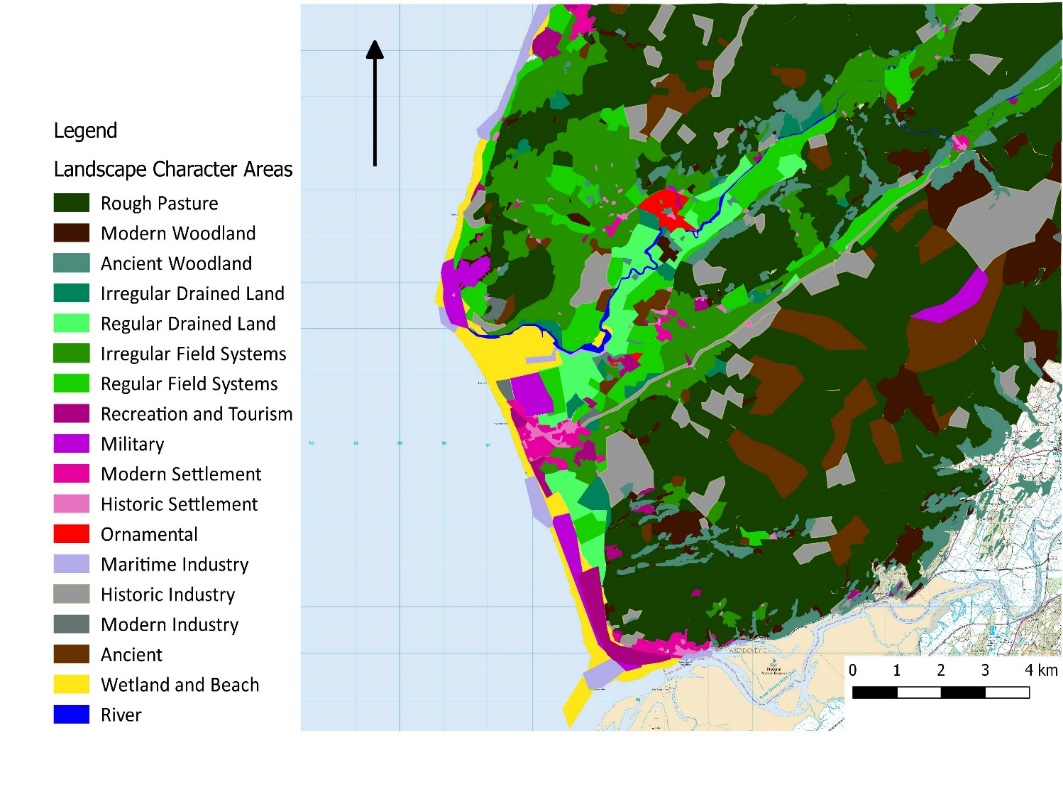 Legend
Landscape Character Areas
Rough Pasture
Modern Woodland
Ancient Woodland
Irregular Drained Land
Regular Drained Land
Irregular Field Systems
Regular Field Systems
Recreation and Tourism
Military
Modern Settlement
Historic Settlement
Ornamental
Maritime Industry
Historic Industry
Modern Industry
Ancient
Wetland and Beach
River
0 1 2 3 4 km